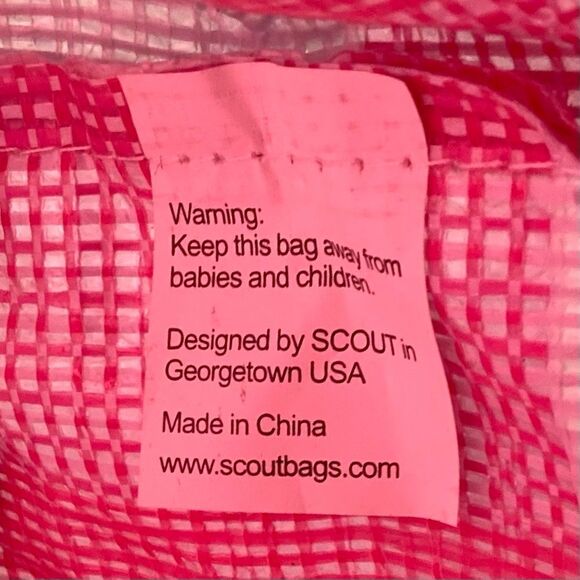 Warning:
Keep this bag away from
babies and children.
Designed by SCOUT in
Georgetown USA
Made in China
www.scoutbags.com